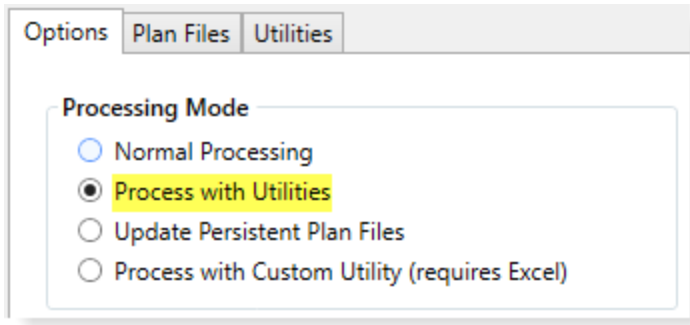 Options Plan Files Utilities
Processing Mode
Normal Processing
Process with Utilities
Update Persistent Plan Files
Process with Custom Utility (requires Excel)